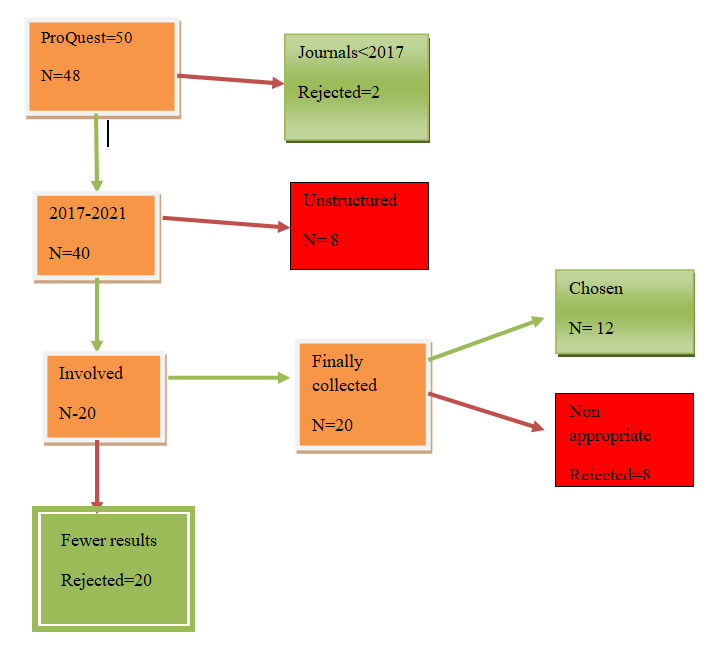 ProQuest=50
N=48
Journals<2017
Rejected=2
2017-2021
N=40
Unstructured
N= 8
Chosen
N= 12
Involved
N-20
Finally
collected
N=20
Non
appropriate
Rejected=8
Fewer results
Rejected=20